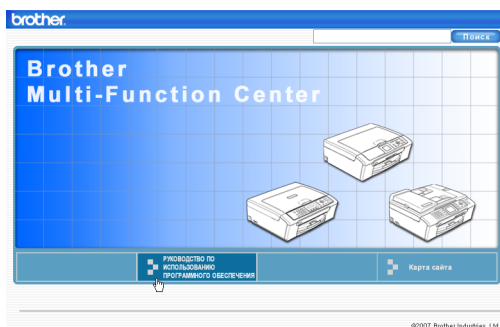 brother.
Поиск
Brother
Multi-Function Center
РУКОВОДСТВО ПО
ИСПОЛЬЗОВАНИЮ
ПРОГРАММНОГО ОБЕСПЕЧЕНИЯ
Карта сайта
©2007 Brother Industries, Ltd.